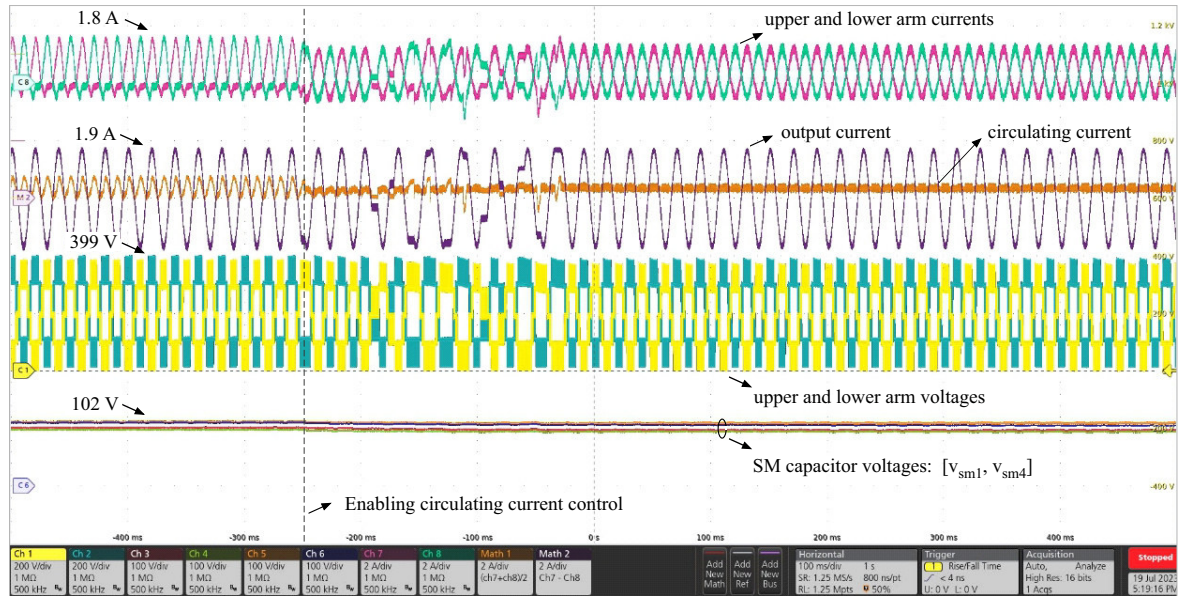 1.8 A
upper and lower arm currents
1.2 kV
C 8
1.9 A
output current
circulating current
800 V
M 2
600 V
399 V
400 V
200 V
C 1
upper and lower arm voltages
102 V
SM capacitor voltages: [v_sm1, v_sm4]
C 6
-400 V
Enabling circulating current control
-400 ms -300 ms -200 ms -100 ms 0 s 100 ms 200 ms 300 ms 400 ms
Ch 1 Ch 2 Ch 3 Ch 4 Ch 5 Ch 6 Ch 7 Ch 8 Math 1 Math 2
200 V/div 200 V/div 100 V/div 100 V/div 100 V/div 100 V/div 2 A/div 2 A/div 2 A/div 2 A/div
1 MΩ 1 MΩ 1 MΩ 1 MΩ 1 MΩ 1 MΩ 1 MΩ 1 MΩ (ch7+ch8)/2 Ch7 - Ch8
500 kHz 500 kHz 500 kHz 500 kHz 500 kHz 500 kHz 500 kHz 500 kHz
Add New Math
Add New Ref
Add New Bus
Horizontal
100 ms/div 1 s
SR: 1.25 MS/s 800 ns/pt
RL: 1.25 Mpts 50%
Trigger
1 Rise/Fall Time
< 4 ns
U: 0 V L: 0 V
Acquisition
Auto, Analyze
High Res: 16 bits
1 Acqs
Stopped
19 Jul 2023
5:19:16 PM